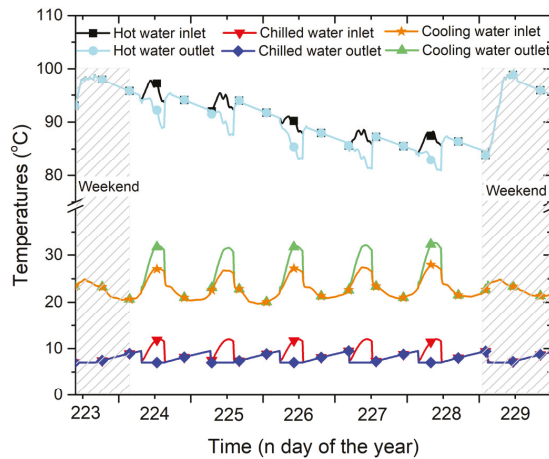 Hot water inlet Chilled water inlet Cooling water inlet
Hot water outlet Chilled water outlet Cooling water outlet
110
100
90
80
30
20
10
0
Temperatures (°C)
Weekend
Weekend
223 224 225 226 227 228 229
Time (n day of the year)